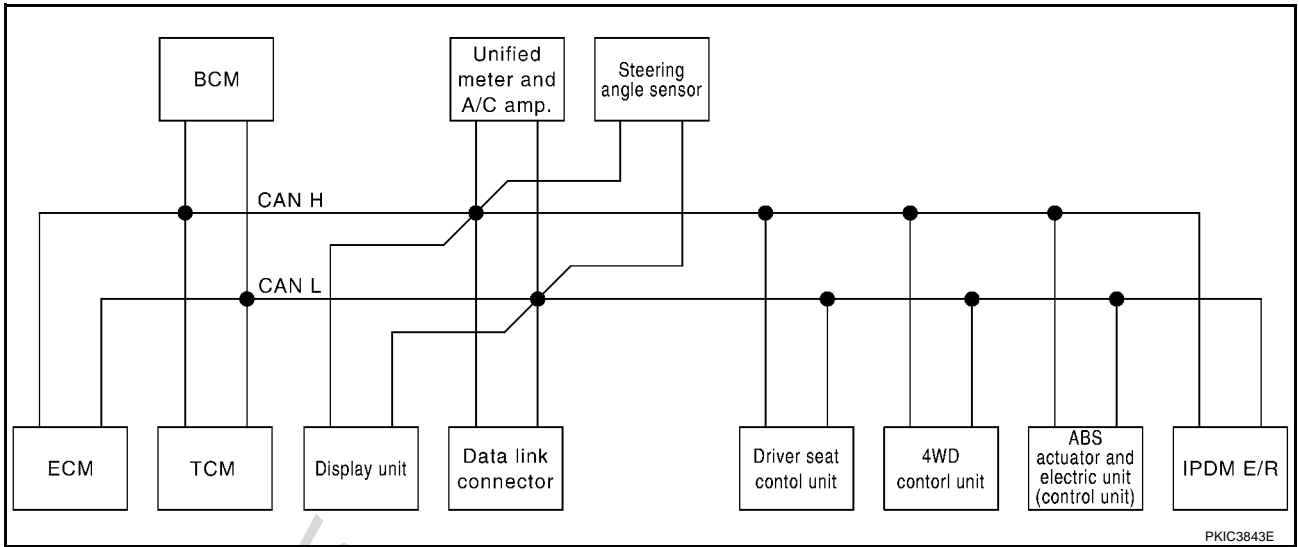 BCM
Unified
meter and
A/C amp.
Steering
angle sensor
CAN H
CAN L
ECM
TCM
Display unit
Data link
connector
Driver seat
contol unit
4WD
contorl unit
ABS
actuator and
electric unit
(control unit)
IPDM E/R
PKIC3843E